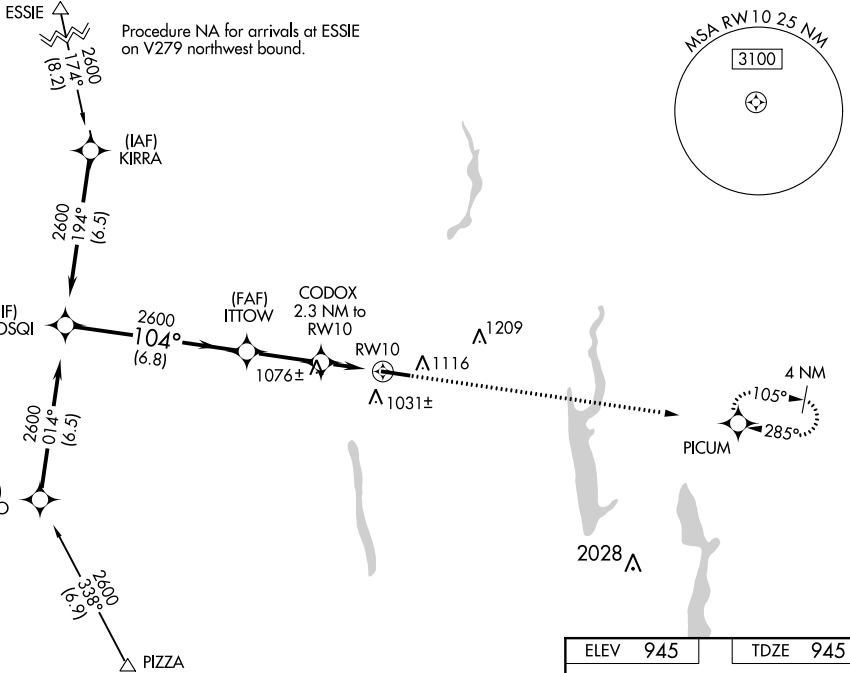 ESSIE
Procedure NA for arrivals at ESSIE
on V279 northwest bound.
2600
174°
(8.2)
MSA RW10 25 NM
3100
(IAF)
KIRRA
2600
194°
(6.5)
IF)
OSQI
2600
104°
(6.8)
(FAF)
ITTOW
CODOX
2.3 NM to
RW10
1076±
RW10
1209
1116
1031±
4 NM
105°
285°
PICUM
2600
014°
(6.5)
)
O
2028
2600
338°
(6.9)
PIZZA
ELEV 945
TDZE 945